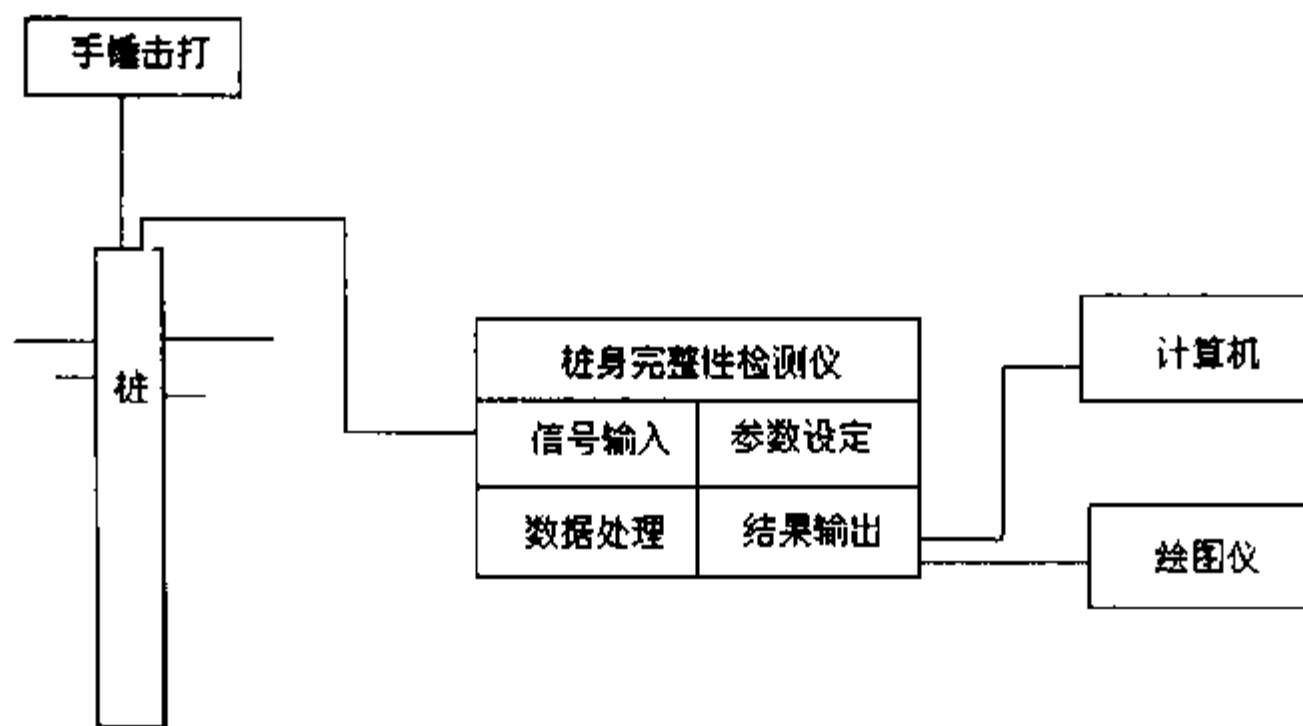 手锤击打
桩
桩身完整性检测仪
信号输入
参数设定
数据处理
结果输出
计算机
绘图仪